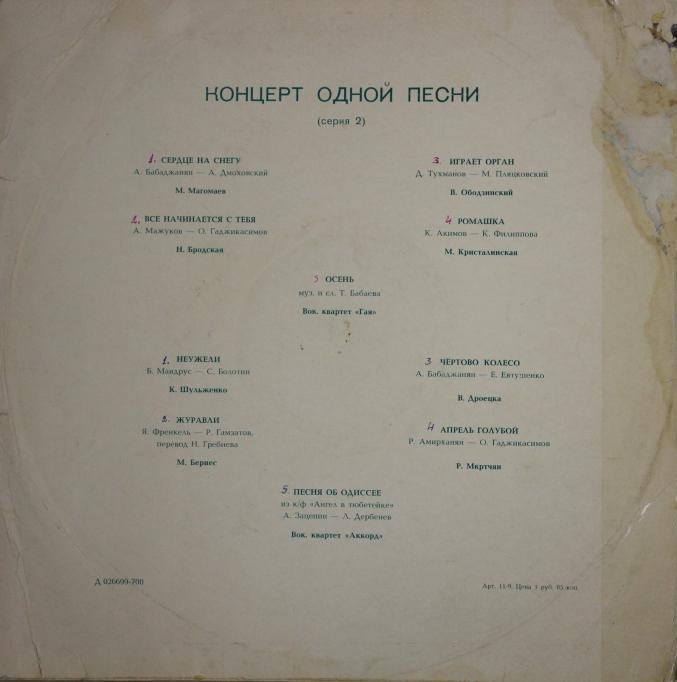 КОНЦЕРТ ОДНОЙ ПЕСНИ
(серия 2)
1. СЕРДЦЕ НА СНЕГУ
А. Бабаджанян — А. Дмоховский
М. Магомаев
2. ВСЕ НАЧИНАЕТСЯ С ТЕБЯ
А. Мажуков — О. Гаджикасимов
Н. Бродская
3. ИГРАЕТ ОРГАН
Д. Тухманов — М. Пляцковский
В. Ободзинский
4 РОМАШКА
К. Акимов — К. Филиппова
М. Кристалинская
5 ОСЕНЬ
муз. и сл. Т. Бабаева
Вок. квартет «Гая»
1. НЕУЖЕЛИ
Б. Мандрус — С. Болотин
К. Шульженко
2. ЖУРАВЛИ
Я. Френкель — Р. Гамзатов,
перевод Н. Гребнева
М. Бернес
3 ЧЕРТОВО КОЛЕСО
А. Бабаджанян — Е. Евтушенко
В. Дроецка
4 АПРЕЛЬ ГОЛУБОЙ
Р. Амирханян — О. Гаджикасимов
Р. Мкртчян
5. ПЕСНЯ ОБ ОДИССЕЕ
из к/ф «Ангел в тюбетейке»
А. Зацепин — Л. Дербенев
Вок. квартет «Аккорд»
Д 026699-700
Арт. 11-9. Цена 1 руб. 65 коп.